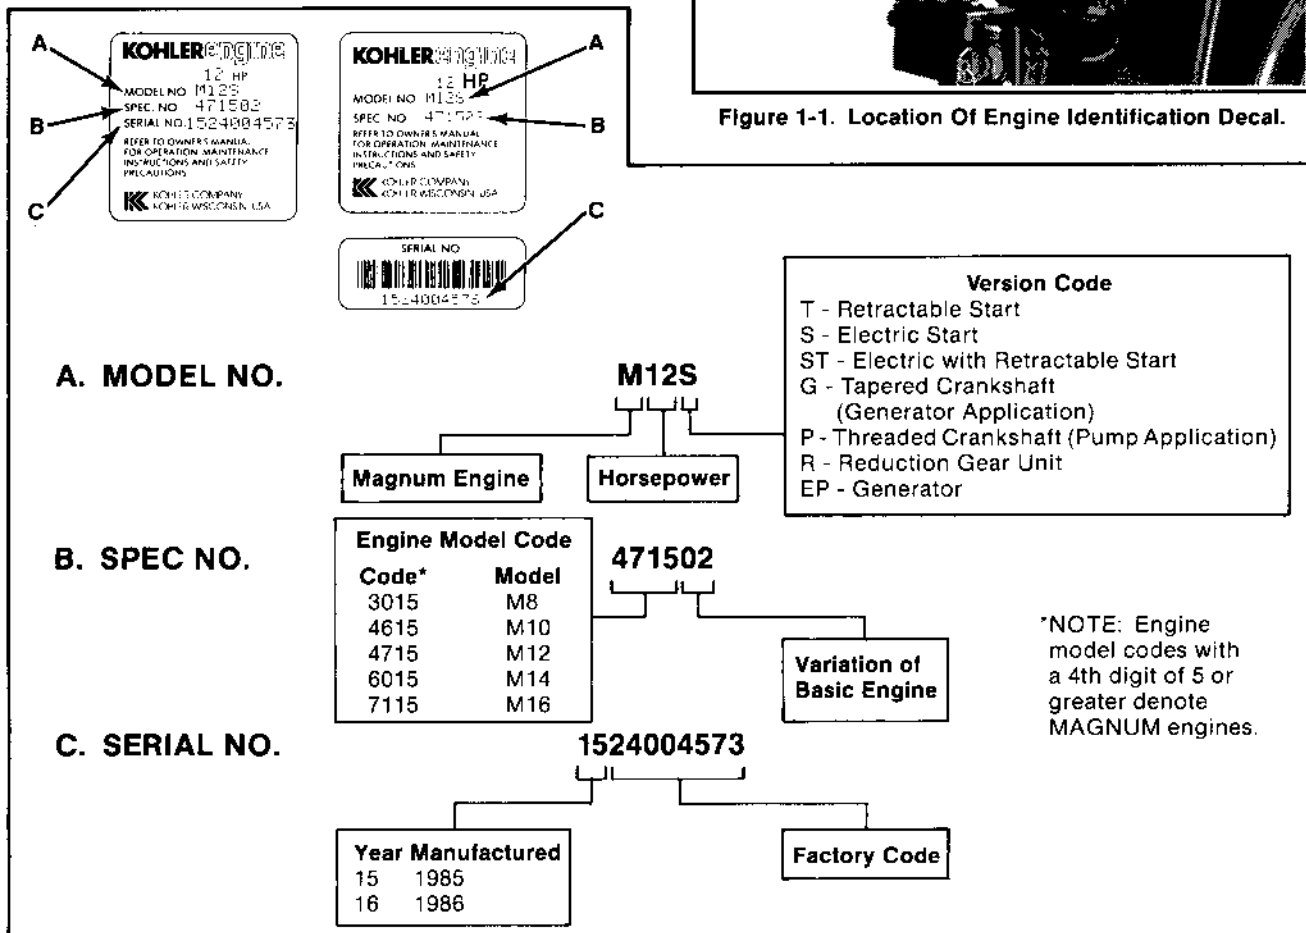 Figure 1-1. Location Of Engine Identification Decal.
A
B
C
KOHLERengine
12 HP
MODEL NO M12S
SPEC. NO 471502
SERIAL NO. 1524004573
REFER TO OWNER'S MANUAL
FOR OPERATION MAINTENANCE
INSTRUCTIONS AND SAFETY
PRECAUTIONS
KOHLER COMPANY
KOHLER WISCONSIN USA
KOHLERengine
12 HP
MODEL NO M12S
SPEC NO
REFER TO OWNER'S MANUAL
FOR OPERATION MAINTENANCE
INSTRUCTIONS AND SAFETY
PRECAUTIONS
KOHLER COMPANY
KOHLER WISCONSIN USA
A
B
C
SERIAL NO
A. MODEL NO.
M12S
Magnum Engine
Horsepower
Version Code
T - Retractable Start
S - Electric Start
ST - Electric with Retractable Start
G - Tapered Crankshaft
(Generator Application)
P - Threaded Crankshaft (Pump Application)
R - Reduction Gear Unit
EP - Generator
B. SPEC NO.
Engine Model Code
Code* Model
3015 M8
4615 M10
4715 M12
6015 M14
7115 M16
471502
Variation of
Basic Engine
*NOTE: Engine
model codes with
a 4th digit of 5 or
greater denote
MAGNUM engines.
C. SERIAL NO.
1524004573
Year Manufactured
15 1985
16 1986
Factory Code